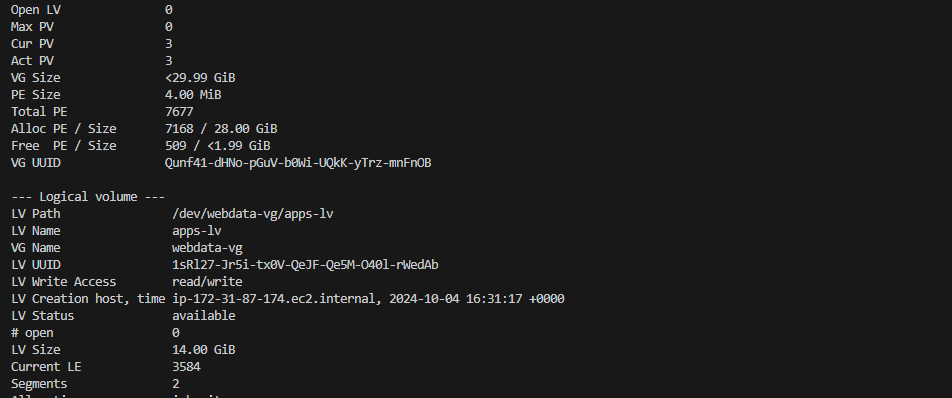 Open LV 0
Max PV 0
Cur PV 3
Act PV 3
VG Size <29.99 GiB
PE Size 4.00 MiB
Total PE 7677
Alloc PE / Size 7168 / 28.00 GiB
Free PE / Size 509 / <1.99 GiB
VG UUID Qunf41-dHNo-pGuV-b0Wi-UQkK-yTrz-mnFnOB
--- Logical volume ---
LV Path /dev/webdata-vg/apps-lv
LV Name apps-lv
VG Name webdata-vg
LV UUID 1sRl27-Jr5i-tx0V-QeJF-Qe5M-O40l-rWedAb
LV Write Access read/write
LV Creation host, time ip-172-31-87-174.ec2.internal, 2024-10-04 16:31:17 +0000
LV Status available
# open 0
LV Size 14.00 GiB
Current LE 3584
Segments 2